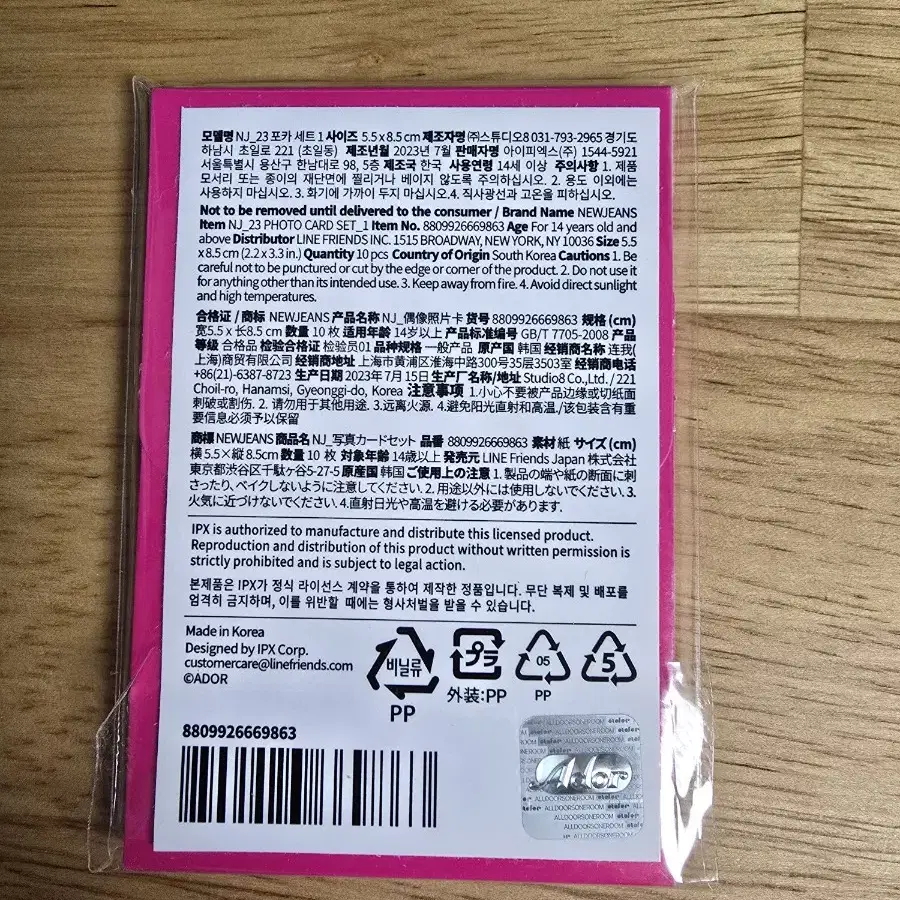 모델명 NJ_23 포카 세트 1 사이즈 5.5 x 8.5 cm 제조자명 ㈜스튜디오8 031-793-2965 경기도
하남시 초일로 221 (초일동) 제조년월 2023년 7월 판매자명 아이피엑스(주) 1544-5921
서울특별시 용산구 한남대로 98, 5층 제조국 한국 사용연령 14세 이상 주의사항 1. 제품
모서리 또는 종이의 재단면에 찔리거나 베이지 않도록 주의하십시오. 2. 용도 이외에는
사용하지 마십시오. 3. 화기에 가까이 두지 마십시오. 4. 직사광선과 고온을 피하십시오.
Not to be removed until delivered to the consumer / Brand Name NEWJEANS
Item NJ_23 PHOTO CARD SET_1 Item No. 8809926669863 Age For 14 years old and
above Distributor LINE FRIENDS INC. 1515 BROADWAY, NEW YORK, NY 10036 Size 5.5
x 8.5 cm (2.2 x 3.3 in.) Quantity 10 pcs Country of Origin South Korea Cautions 1. Be
careful not to be punctured or cut by the edge or corner of the product. 2. Do not use it
for anything other than its intended use. 3. Keep away from fire. 4. Avoid direct sunlight
and high temperatures.
合格证 / 商标 NEWJEANS 产品名称 NJ_偶像照片卡 货号 8809926669863 规格 (cm)
宽5.5 x 长8.5 cm 数量 10 枚 适用年龄 14岁以上 产品标准编号 GB/T 7705-2008 产品
等级 合格品 检验合格证 检验员01 品种规格 一般产品 原产国 韩国 经销商名称 连我(
上海)商贸有限公司 经销商地址 上海市黄浦区淮海中路300号35层3503室 经销商电话
+86(21)-6387-8723 生产日期 2023年 7月 15日 生产厂名称/地址 Studio8 Co., Ltd. / 221
Choil-ro, Hanamsi, Gyeonggi-do, Korea 注意事项 1.小心不要被产品边缘或切纸面
刺破或割伤. 2. 请勿用于其他用途. 3.远离火源. 4.避免阳光直射和高温./该包装含有重
要信息必须予以保留
商標 NEWJEANS 商品名 NJ_写真カードセット 品番 8809926669863 素材 紙 サイズ (cm)
横 5.5 × 縦 8.5cm 数量 10 枚 対象年齢 14歳以上 発売元 LINE Friends Japan 株式会社
東京都渋谷区千駄ヶ谷5-27-5 原産国 韓国 ご使用上の注意 1. 製品の端や紙の断面に刺
さったり、ベイクしないように注意してください. 2. 用途以外には使用しないでください. 3.
火気に近づけないでください. 4.直射日光や高温を避ける必要があります.
IPX is authorized to manufacture and distribute this licensed product.
Reproduction and distribution of this product without written permission is
strictly prohibited and is subject to legal action.
본제품은 IPX가 정식 라이선스 계약을 통하여 제작한 정품입니다. 무단 복제 및 배포를
엄격히 금지하며, 이를 위반할 때에는 형사처벌을 받을 수 있습니다.
Made in Korea
Designed by IPX Corp.
customercare@linefriends.com
©ADOR
비닐류
PP
プラ
外装:PP
05
PP
5
8809926669863
Ador
ALLDOORSONEROOM